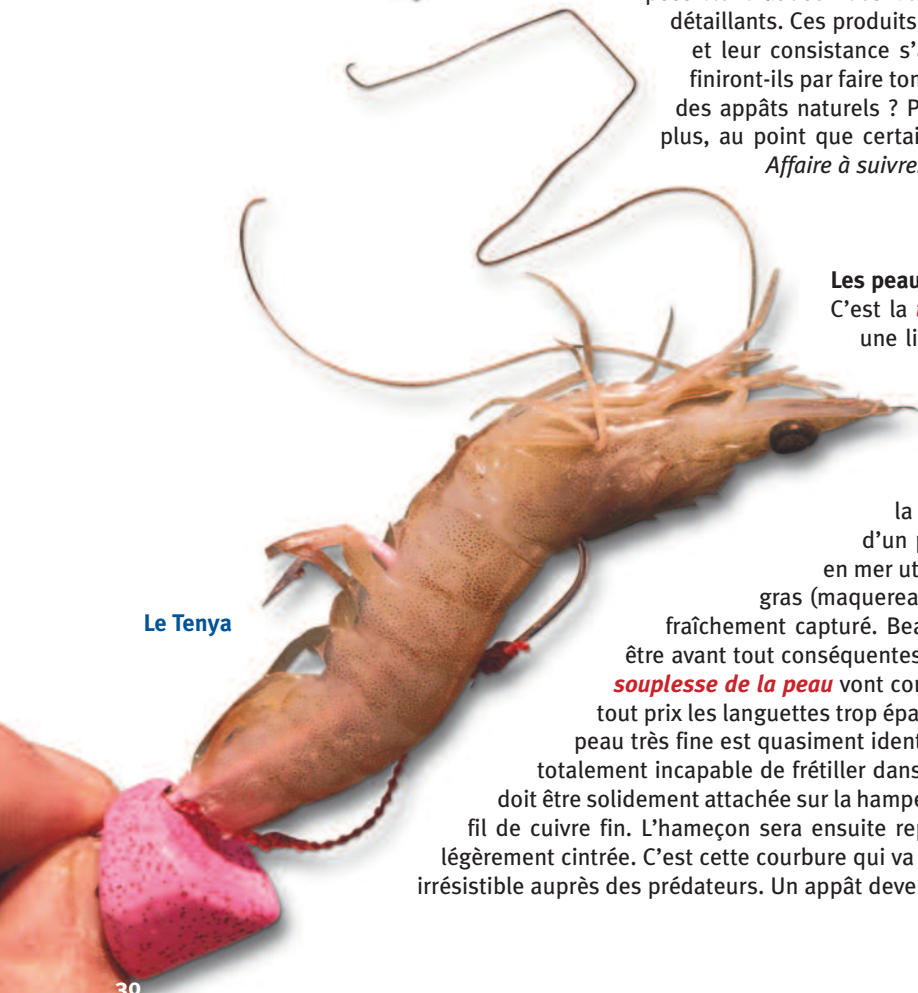 détaillants. Ces produits
et leur consistance s'a
finiront-ils par faire tom
des appâts naturels ? P
plus, au point que certai
Affaire à suivre
Les peau
C'est la
une li
la
d'un p
en mer ut
gras (maquerea
fraîchement capturé. Bea
être avant tout conséquentes
souplesse de la peau vont con
tout prix les languettes trop épa
peau très fine est quasiment ident
totalement incapable de frétiller dans
doit être solidement attachée sur la hampe
fil de cuivre fin. L'hameçon sera ensuite rep
légèrement cintrée. C'est cette courbure qui va
irrésistible auprès des prédateurs. Un appât deve
Le Tenya